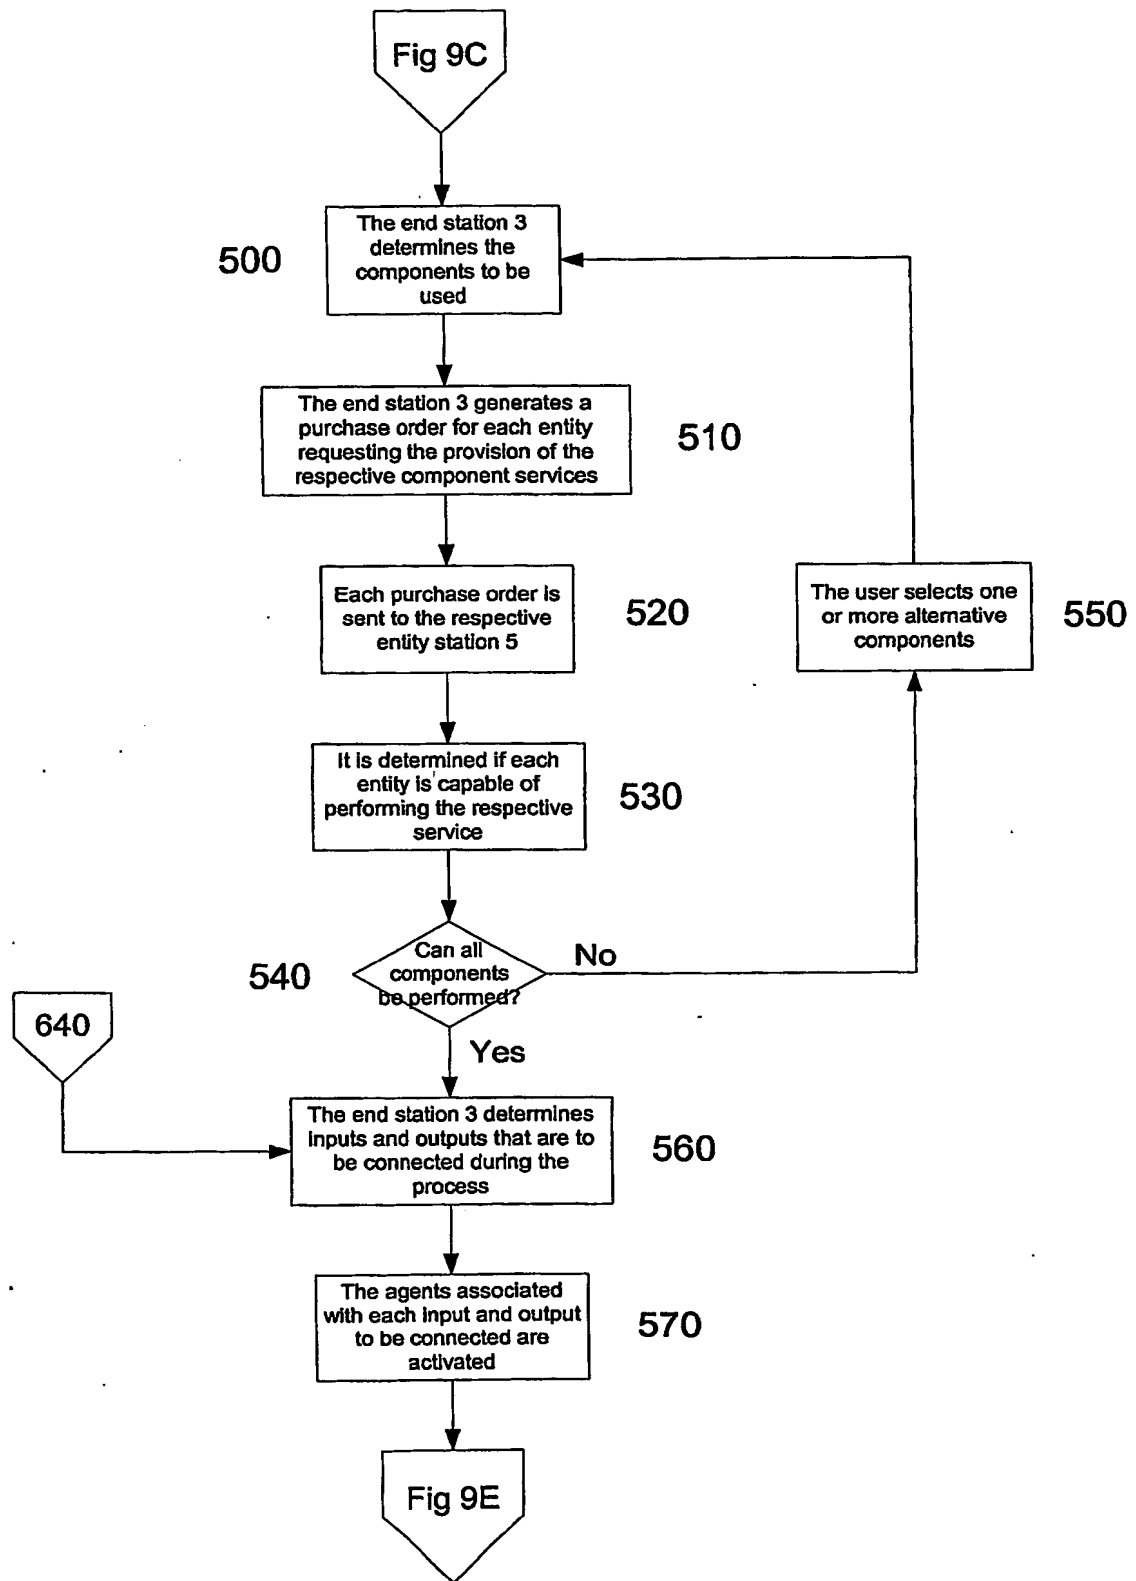 Fig 9C
500
The end station 3
determines the
components to be
used
The end station 3 generates a
purchase order for each entity
requesting the provision of the
respective component services
510
Each purchase order is
sent to the respective
entity station 5
520
The user selects one
or more alternative
components
550
It is determined if each
entity is capable of
performing the respective
service
530
540
Can all
components
be performed?
No
640
Yes
The end station 3 determines
inputs and outputs that are to
be connected during the
process
560
The agents associated
with each input and output
to be connected are
activated
570
Fig 9E